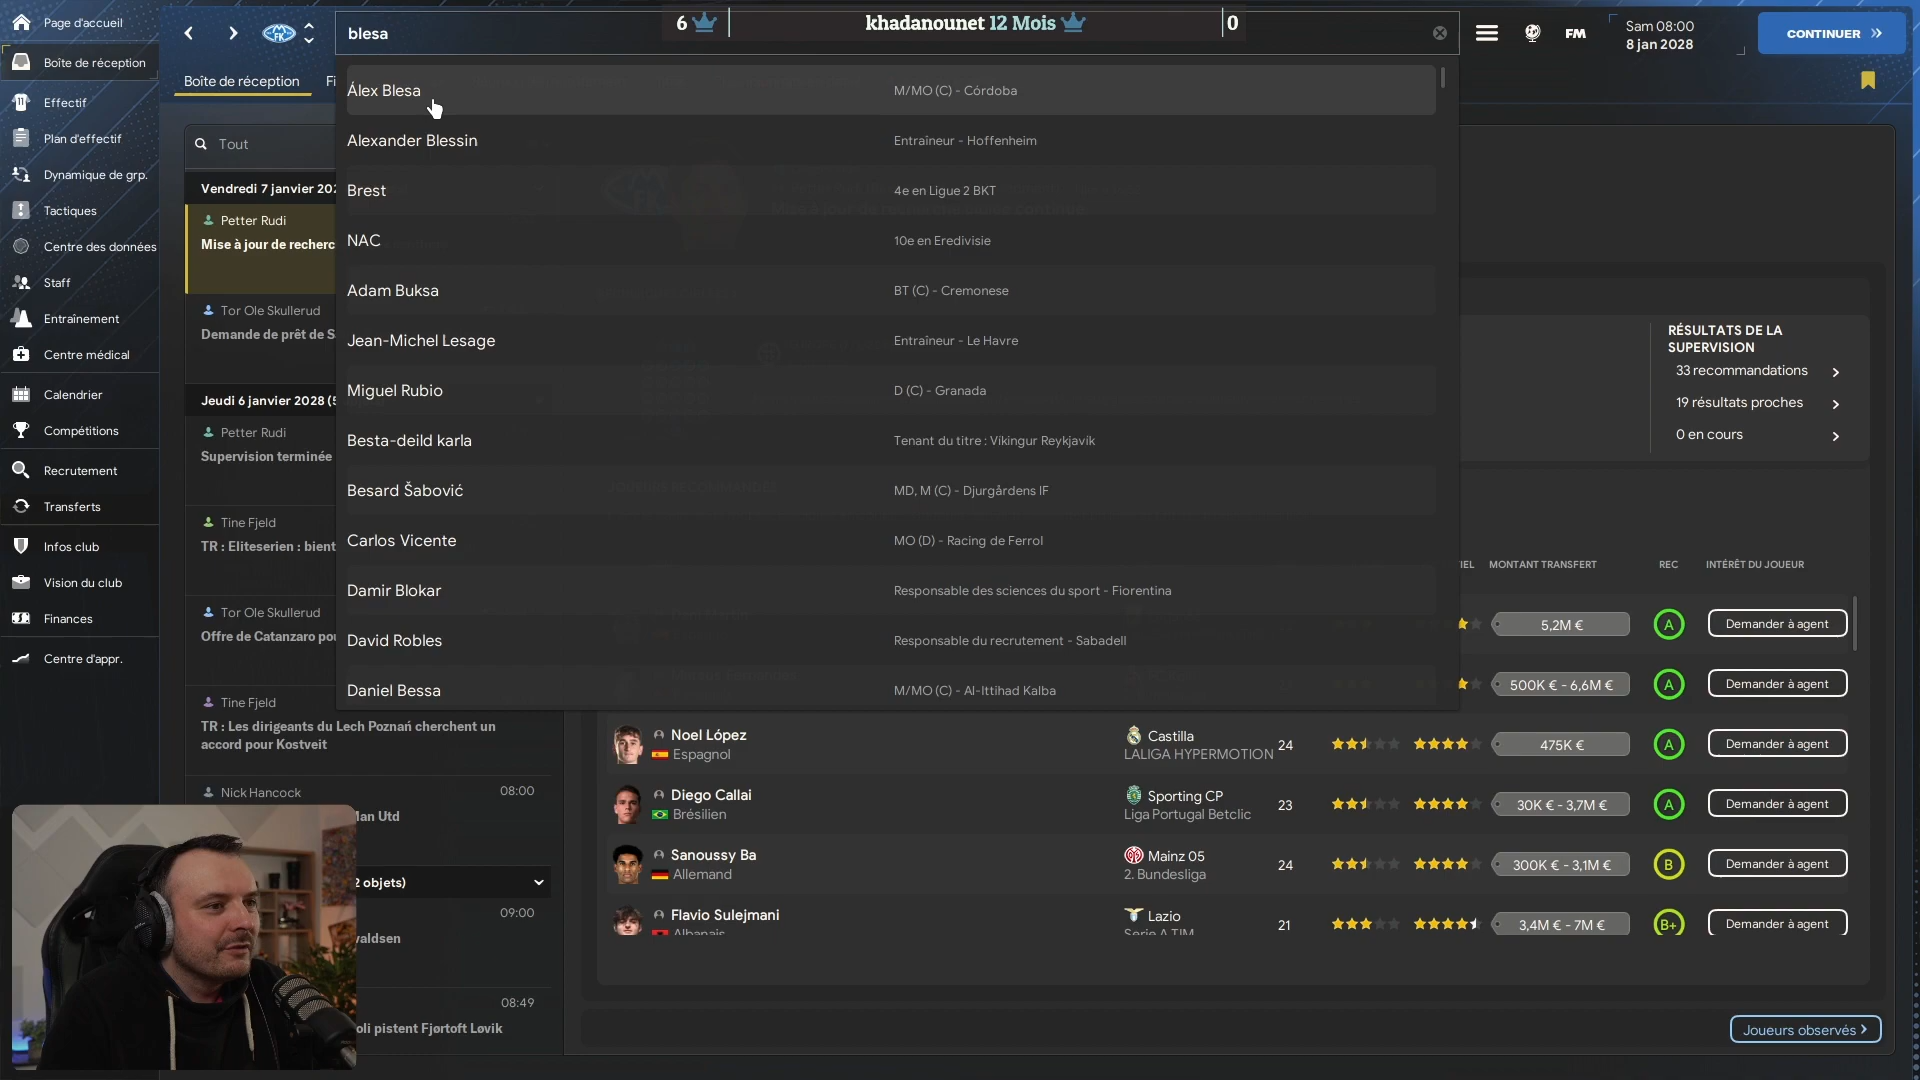 Page d'accueil
Boîte de réception
Effectif
Plan d'effectif
Dynamique de grp.
Tactiques
Centre des données
Staff
Entraînement
Centre médical
Calendrier
Compétitions
Recrutement
Transferts
Infos club
Vision du club
Finances
Centre d'appr.
blesa
6
khadanounet 12 Mois
0
FM
Sam 08:00
8 jan 2028
CONTINUER
Boîte de réception
Tout
Álex Blesa M/MO (C) - Córdoba
Alexander Blessin Entraîneur - Hoffenheim
Brest 4e en Ligue 2 BKT
NAC 10e en Eredivisie
Adam Buksa BT (C) - Cremonese
Jean-Michel Lesage Entraîneur - Le Havre
Miguel Rubio D (C) - Granada
Besta-deild karla Tenant du titre : Víkingur Reykjavík
Besard Šabović MD, M (C) - Djurgårdens IF
Carlos Vicente MO (D) - Racing de Ferrol
Damir Blokar Responsable des sciences du sport - Fiorentina
David Robles Responsable du recrutement - Sabadell
Daniel Bessa M/MO (C) - Al-Ittihad Kalba
Vendredi 7 janvier 202
Petter Rudi
Mise à jour de recherc
Tor Ole Skullerud
Demande de prêt de S
Jeudi 6 janvier 2028 (5
Petter Rudi
Supervision terminée
Tine Fjeld
TR : Eliteserien : bient
Tor Ole Skullerud
Offre de Catanzaro pou
Tine Fjeld
TR : Les dirigeants du Lech Poznań cherchent un
accord pour Kostveit
Nick Hancock 08:00
Man Utd
2 objets)
09:00
valdsen
08:49
oli pistent Fjørtoft Løvik
RÉSULTATS DE LA
SUPERVISION
33 recommandations
19 résultats proches
0 en cours
IEL MONTANT TRANSFERT REC INTÉRÊT DU JOUEUR
5,2M € A Demander à agent
500K € - 6,6M € A Demander à agent
Noel López Castilla
Espagnol LALIGA HYPERMOTION 24 475K € A Demander à agent
Diego Callai Sporting CP
Brésilien Liga Portugal Betclic 23 30K € - 3,7M € A Demander à agent
Sanoussy Ba Mainz 05
Allemand 2. Bundesliga 24 300K € - 3,1M € B Demander à agent
Flavio Sulejmani Lazio
Albanais Serie A TIM 21 3,4M € - 7M € B+ Demander à agent
Joueurs observés